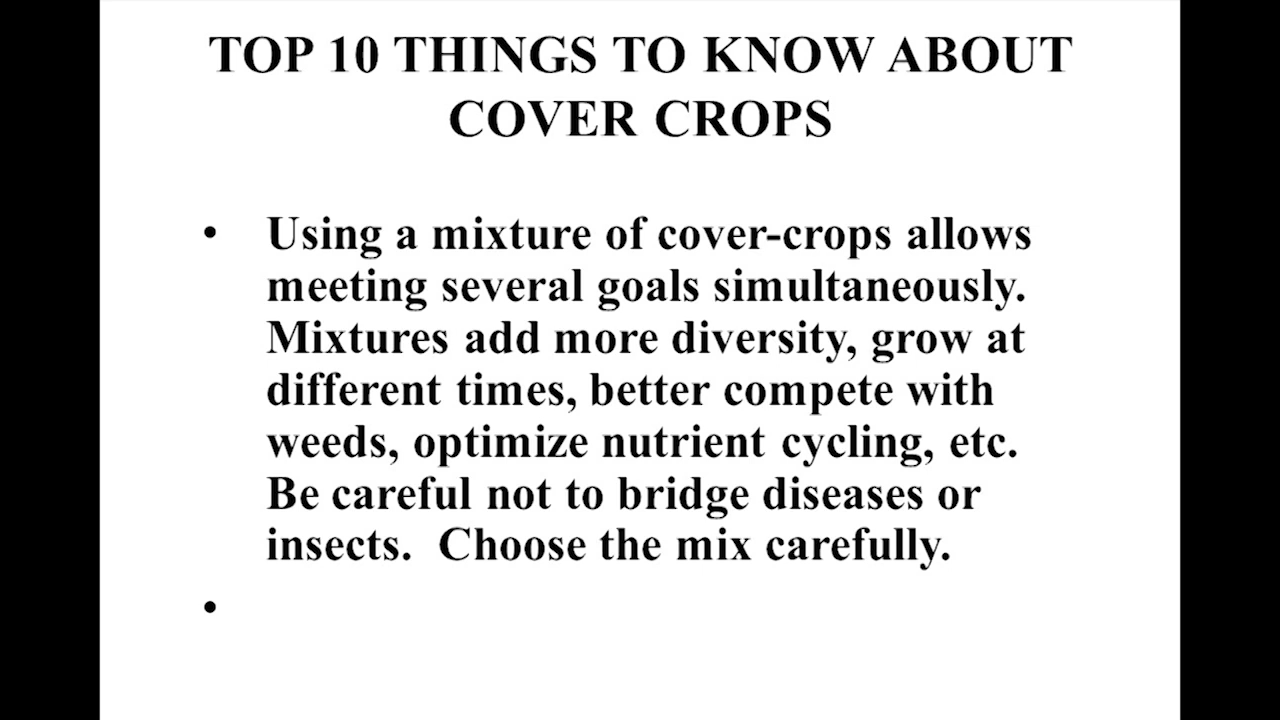 TOP 10 THINGS TO KNOW ABOUT
COVER CROPS
• Using a mixture of cover-crops allows
meeting several goals simultaneously.
Mixtures add more diversity, grow at
different times, better compete with
weeds, optimize nutrient cycling, etc.
Be careful not to bridge diseases or
insects.  Choose the mix carefully.
•